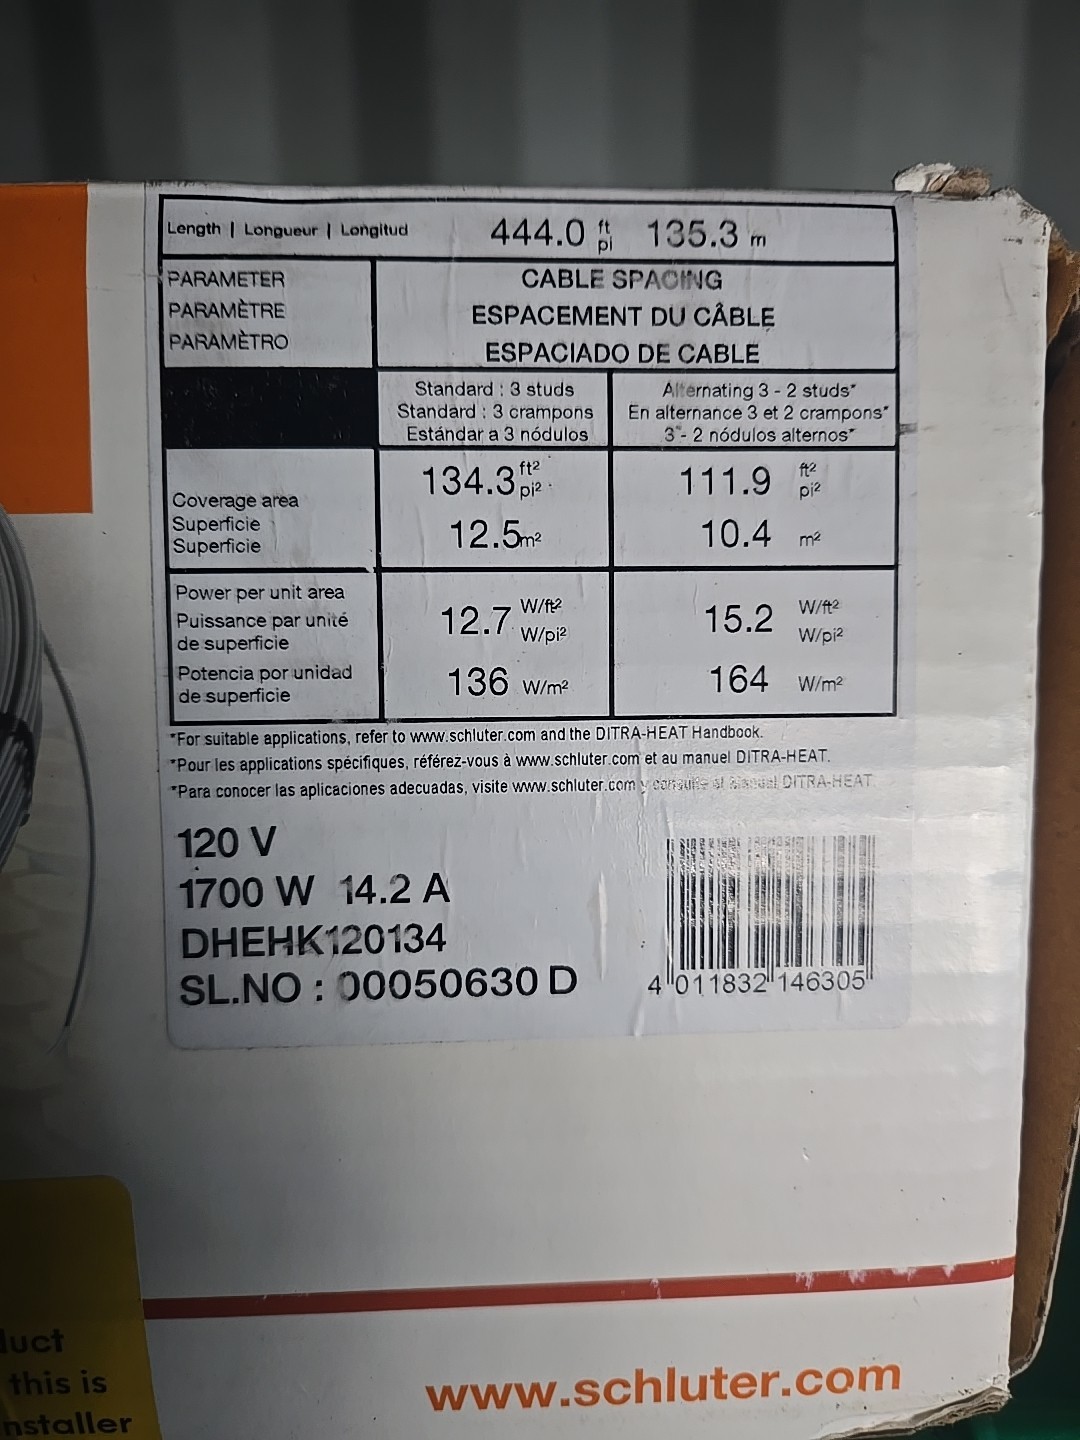 Length | Longueur | Longitud 444.0 ft pi 135.3 m
PARAMETER
PARAMÈTRE
PARAMÈTRO
CABLE SPACING
ESPACEMENT DU CÂBLE
ESPACIADO DE CABLE
Standard : 3 studs
Standard : 3 crampons
Estándar a 3 nódulos
Alternating 3 - 2 studs*
En alternance 3 et 2 crampons*
3 - 2 nódulos alternos*
Coverage area
Superficie
Superficie
134.3 ft² pi²
12.5 m²
111.9 ft² pi²
10.4 m²
Power per unit area
Puissance par unité
de superficie
Potencia por unidad
de superficie
12.7 W/ft² W/pi²
136 W/m²
15.2 W/ft² W/pi²
164 W/m²
*For suitable applications, refer to www.schluter.com and the DITRA-HEAT Handbook.
*Pour les applications spécifiques, référez-vous à www.schluter.com et au manuel DITRA-HEAT.
*Para conocer las aplicaciones adecuadas, visite www.schluter.com y consulte el Manual DITRA-HEAT
120 V
1700 W 14.2 A
DHEHK120134
SL.NO : 00050630 D
4 011832 146305
this is
www.schluter.com